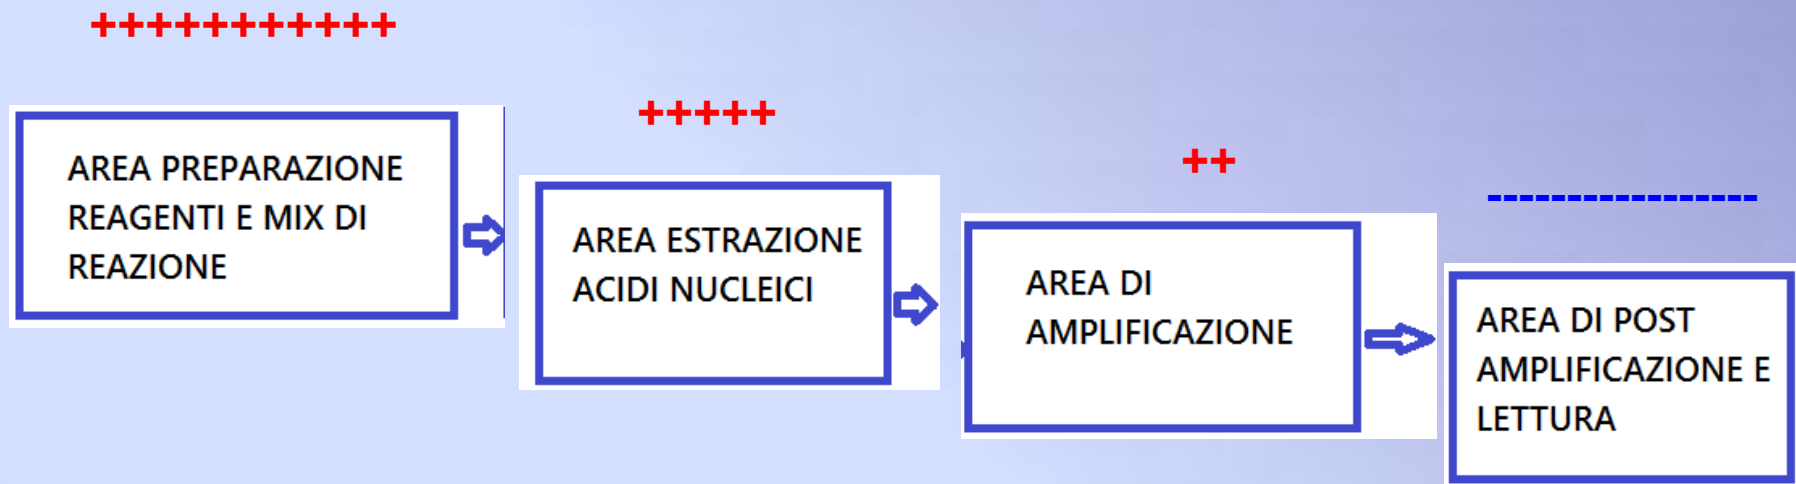 +++++++++++
AREA PREPARAZIONE
REAGENTI E MIX DI
REAZIONE
+++++
AREA ESTRAZIONE
ACIDI NUCLEICI
++
AREA DI
AMPLIFICAZIONE
-----------------
AREA DI POST
AMPLIFICAZIONE E
LETTURA